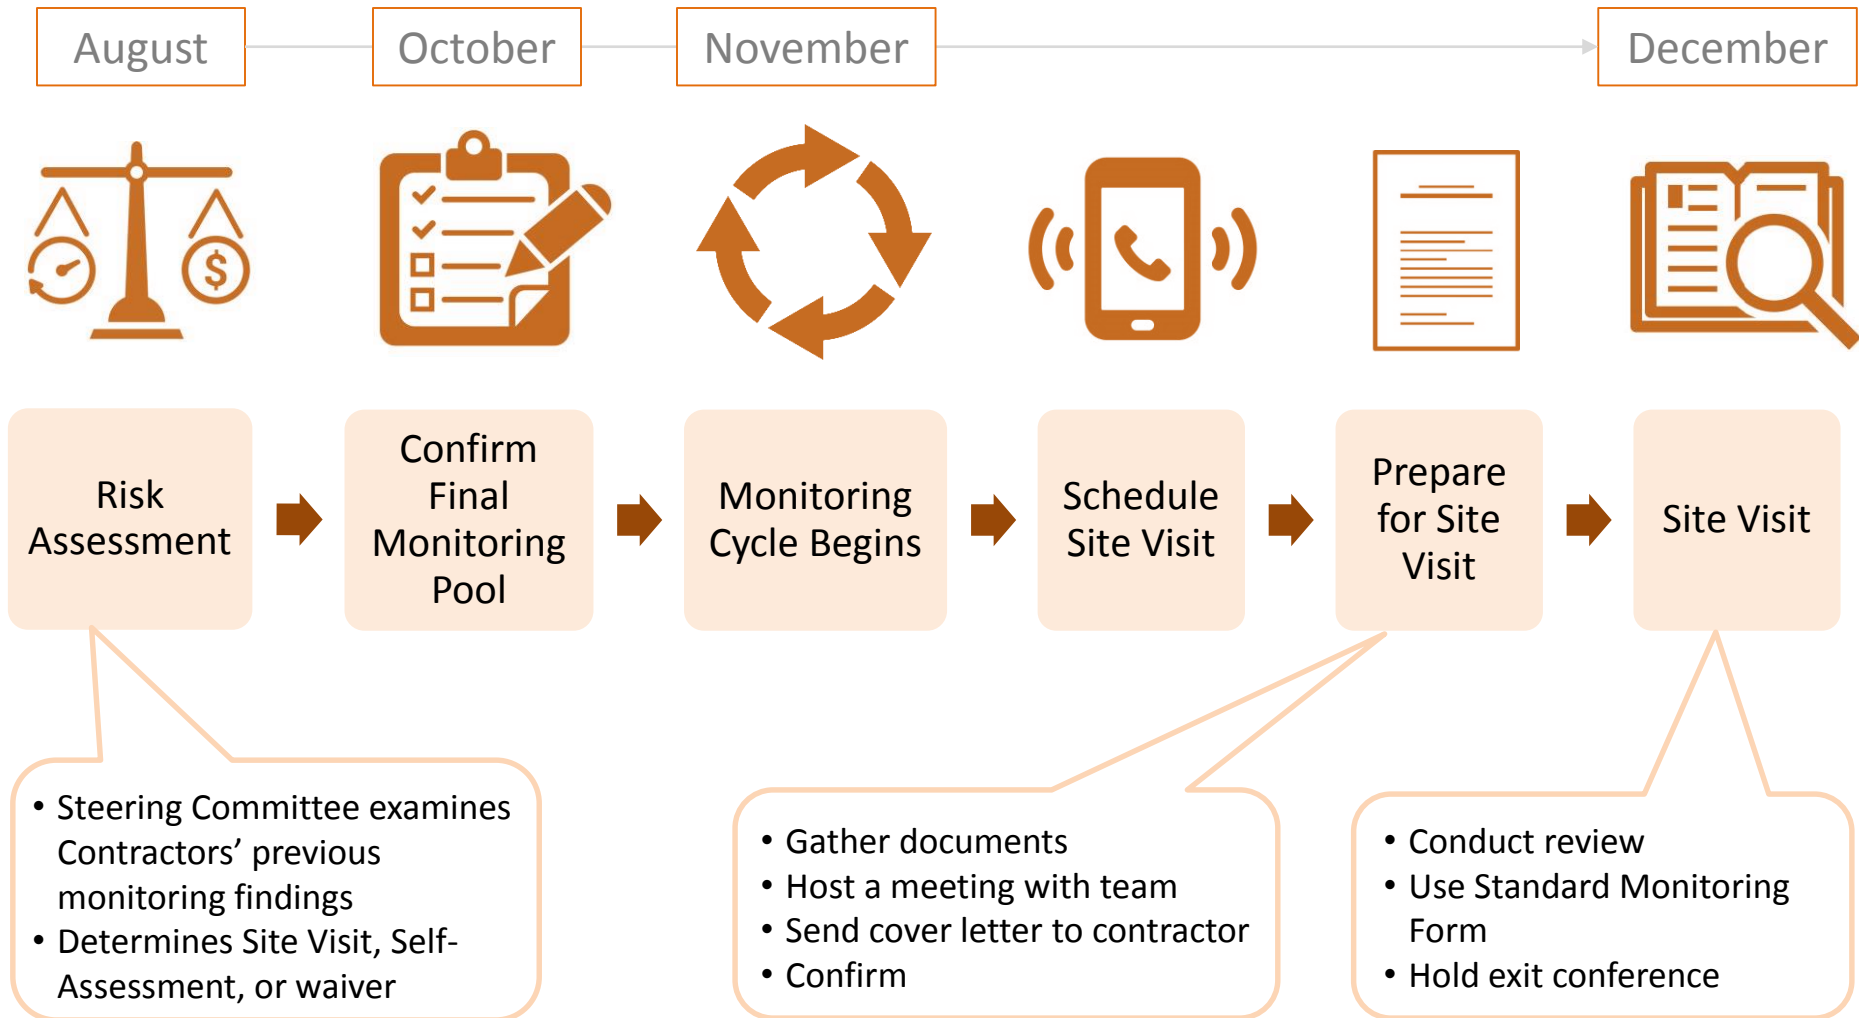 August
October
November
December
$
Risk
Assessment
Confirm
Final
Monitoring
Pool
Monitoring
Cycle Begins
Schedule
Site Visit
Prepare
for Site
Visit
Site Visit
• Steering Committee examines
Contractors’ previous
monitoring findings
• Determines Site Visit, Self-
Assessment, or waiver
• Gather documents
• Host a meeting with team
• Send cover letter to contractor
• Confirm
• Conduct review
• Use Standard Monitoring
Form
• Hold exit conference